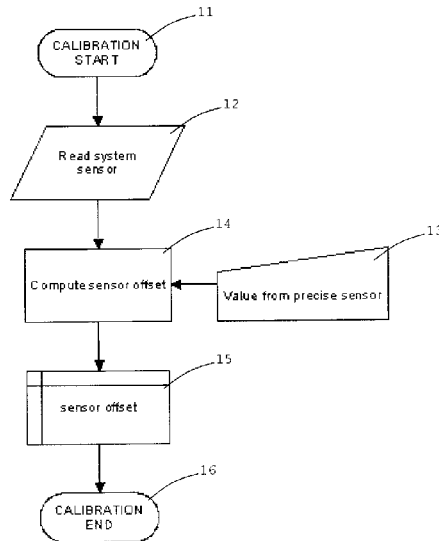 11
CALIBRATION
START
12
Read system
sensor
14
13
Compute sensor offset
Value from precise sensor
15
sensor offset
16
CALIBRATION
END